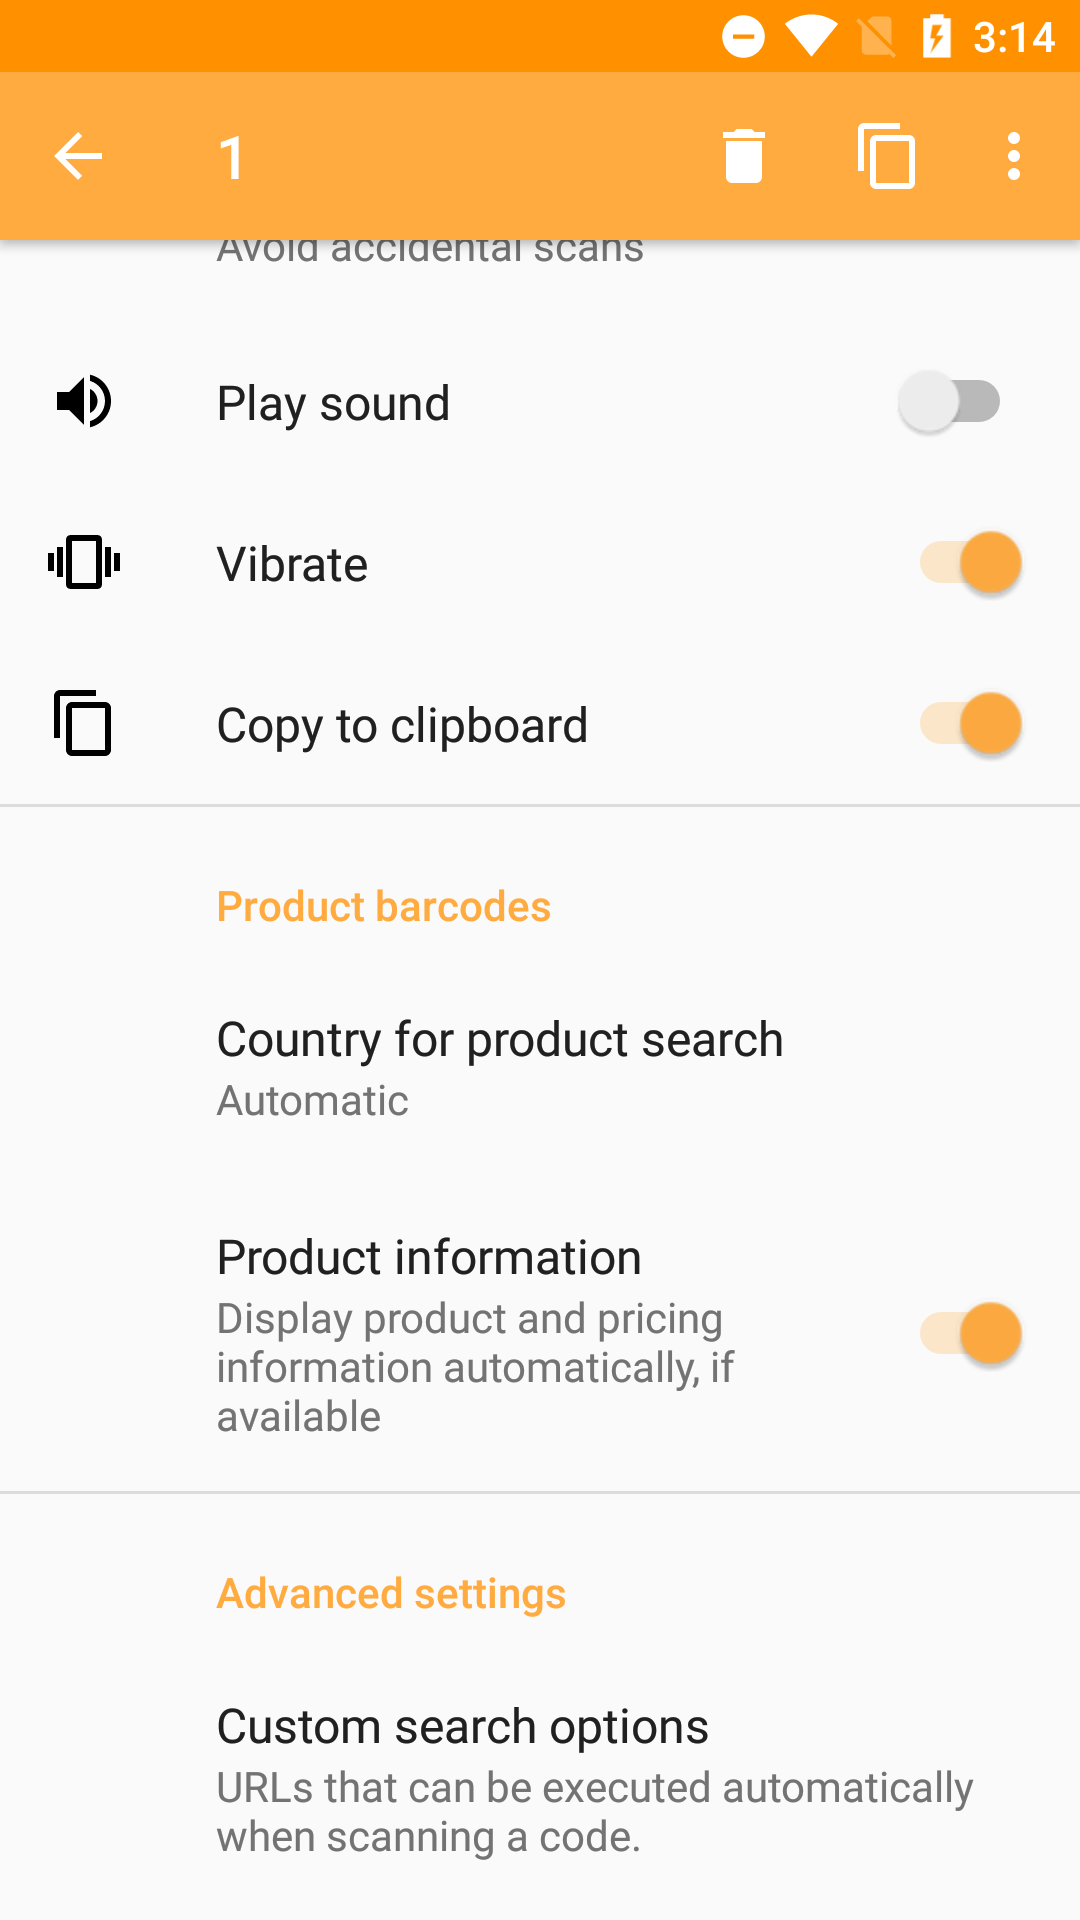 3:14
1
Avoid accidental scans
Play sound
Vibrate
Copy to clipboard
Product barcodes
Country for product search
Automatic
Product information
Display product and pricing
information automatically, if
available
Advanced settings
Custom search options
URLs that can be executed automatically
when scanning a code.